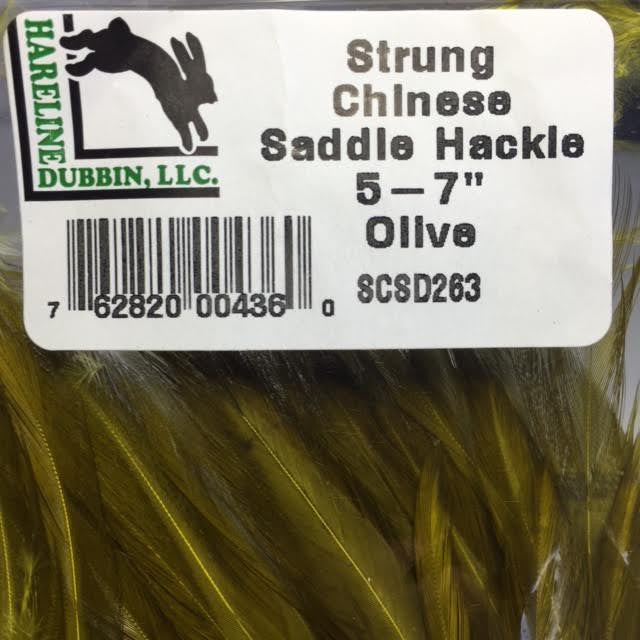 HARELINE
DUBBIN, LLC.
Strung
Chinese
Saddle Hackle
5–7"
Olive
SCSD263
7 62820 00436 0